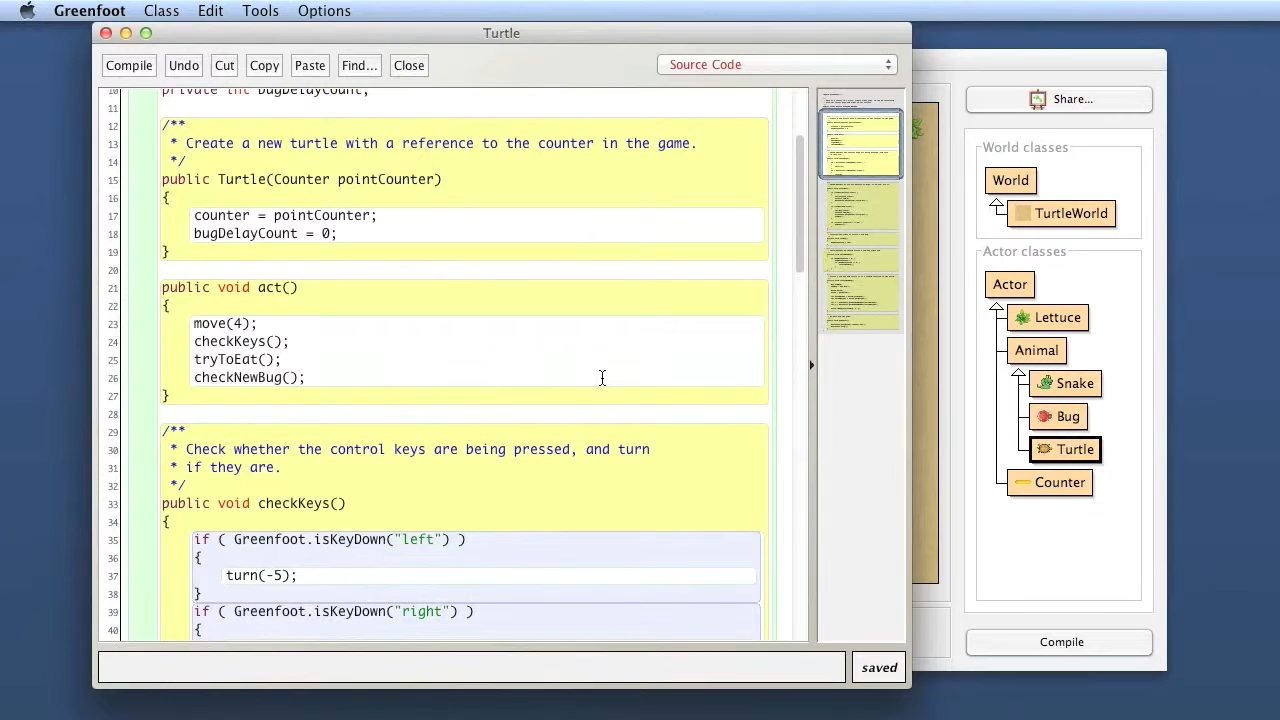 Greenfoot Class Edit Tools Options
Turtle
Compile Undo Cut Copy Paste Find... Close Source Code
10 private int bugDelayCount;
11
12 /**
13 * Create a new turtle with a reference to the counter in the game.
14 */
15 public Turtle(Counter pointCounter)
16 {
17 counter = pointCounter;
18 bugDelayCount = 0;
19 }
20
21 public void act()
22 {
23 move(4);
24 checkKeys();
25 tryToEat();
26 checkNewBug();
27 }
28
29 /**
30 * Check whether the control keys are being pressed, and turn
31 * if they are.
32 */
33 public void checkKeys()
34 {
35 if ( Greenfoot.isKeyDown("left") )
36 {
37 turn(-5);
38 }
39 if ( Greenfoot.isKeyDown("right") )
40 {
saved
Share...
World classes
World
TurtleWorld
Actor classes
Actor
Lettuce
Animal
Snake
Bug
Turtle
Counter
Compile